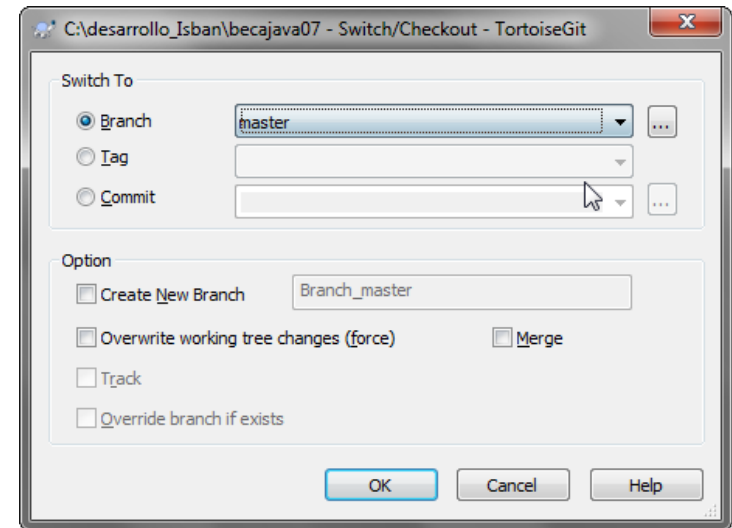 C:\desarrollo_Isban\becajava07 - Switch/Checkout - TortoiseGit
Switch To
Branch
master
...
Tag
Commit
...
Option
Create New Branch
Branch_master
Overwrite working tree changes (force)
Merge
Track
Override branch if exists
OK
Cancel
Help